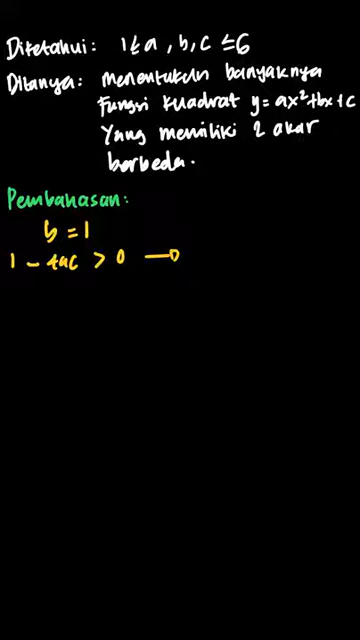 Diketahui: 1 ≤ a, b, c ≤ 6
Ditanya: menentukan banyaknya
fungsi kuadrat y = ax² + bx + c
yang memiliki 2 akar
berbeda.
Pembahasan:
b = 1
1 - 4ac > 0 →